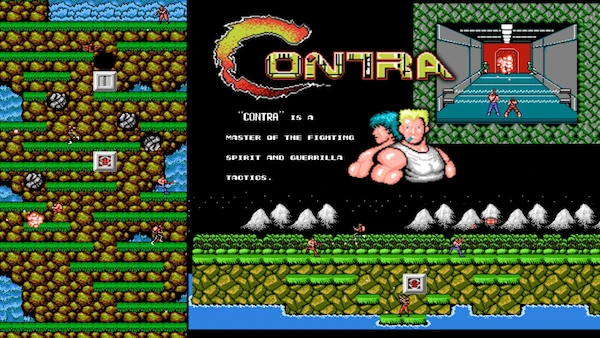 CONTRA
"CONTRA" IS A
MASTER OF THE FIGHTING
SPIRIT AND GUERRILLA
TACTICS.